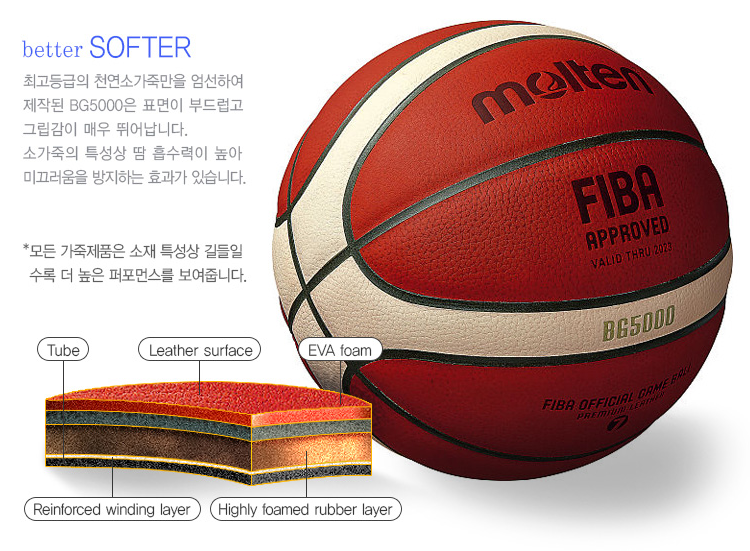 better SOFTER
최고등급의 천연소가죽만을 엄선하여
제작된 BG5000은 표면이 부드럽고
그립감이 매우 뛰어납니다.
소가죽의 특성상 땀 흡수력이 높아
미끄러움을 방지하는 효과가 있습니다.
*모든 가죽제품은 소재 특성상 길들일
수록 더 높은 퍼포먼스를 보여줍니다.
molten
FIBA
APPROVED
VALID THRU 2023
BG5000
FIBA OFFICIAL GAME BALL
PREMIUM LEATHER
7
Tube
Leather surface
EVA foam
Reinforced winding layer
Highly foamed rubber layer